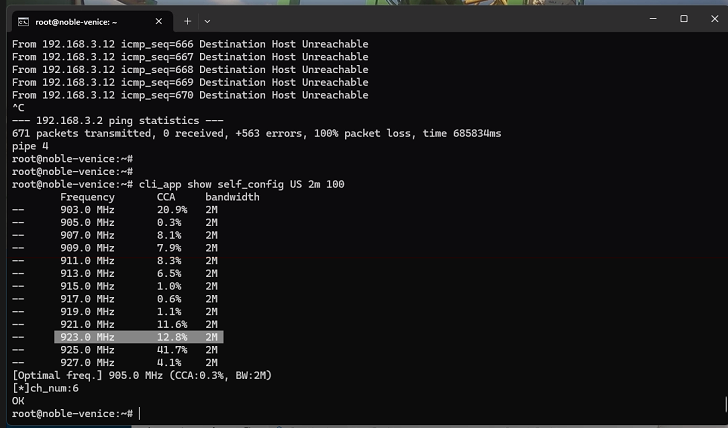 root@noble-venice: ~
From 192.168.3.12 icmp_seq=666 Destination Host Unreachable
From 192.168.3.12 icmp_seq=667 Destination Host Unreachable
From 192.168.3.12 icmp_seq=668 Destination Host Unreachable
From 192.168.3.12 icmp_seq=669 Destination Host Unreachable
From 192.168.3.12 icmp_seq=670 Destination Host Unreachable
^C
--- 192.168.3.2 ping statistics ---
671 packets transmitted, 0 received, +563 errors, 100% packet loss, time 685834ms
pipe 4
root@noble-venice:~#
root@noble-venice:~#
root@noble-venice:~# cli_app show self_config US 2m 100
Frequency CCA bandwidth
-- 903.0 MHz 20.9% 2M
-- 905.0 MHz 0.3% 2M
-- 907.0 MHz 8.1% 2M
-- 909.0 MHz 7.9% 2M
-- 911.0 MHz 8.3% 2M
-- 913.0 MHz 6.5% 2M
-- 915.0 MHz 1.0% 2M
-- 917.0 MHz 0.6% 2M
-- 919.0 MHz 1.1% 2M
-- 921.0 MHz 11.6% 2M
-- 923.0 MHz 12.8% 2M
-- 925.0 MHz 41.7% 2M
-- 927.0 MHz 4.1% 2M
[Optimal freq.] 905.0 MHz (CCA:0.3%, BW:2M)
[*]ch_num:6
OK
root@noble-venice:~#